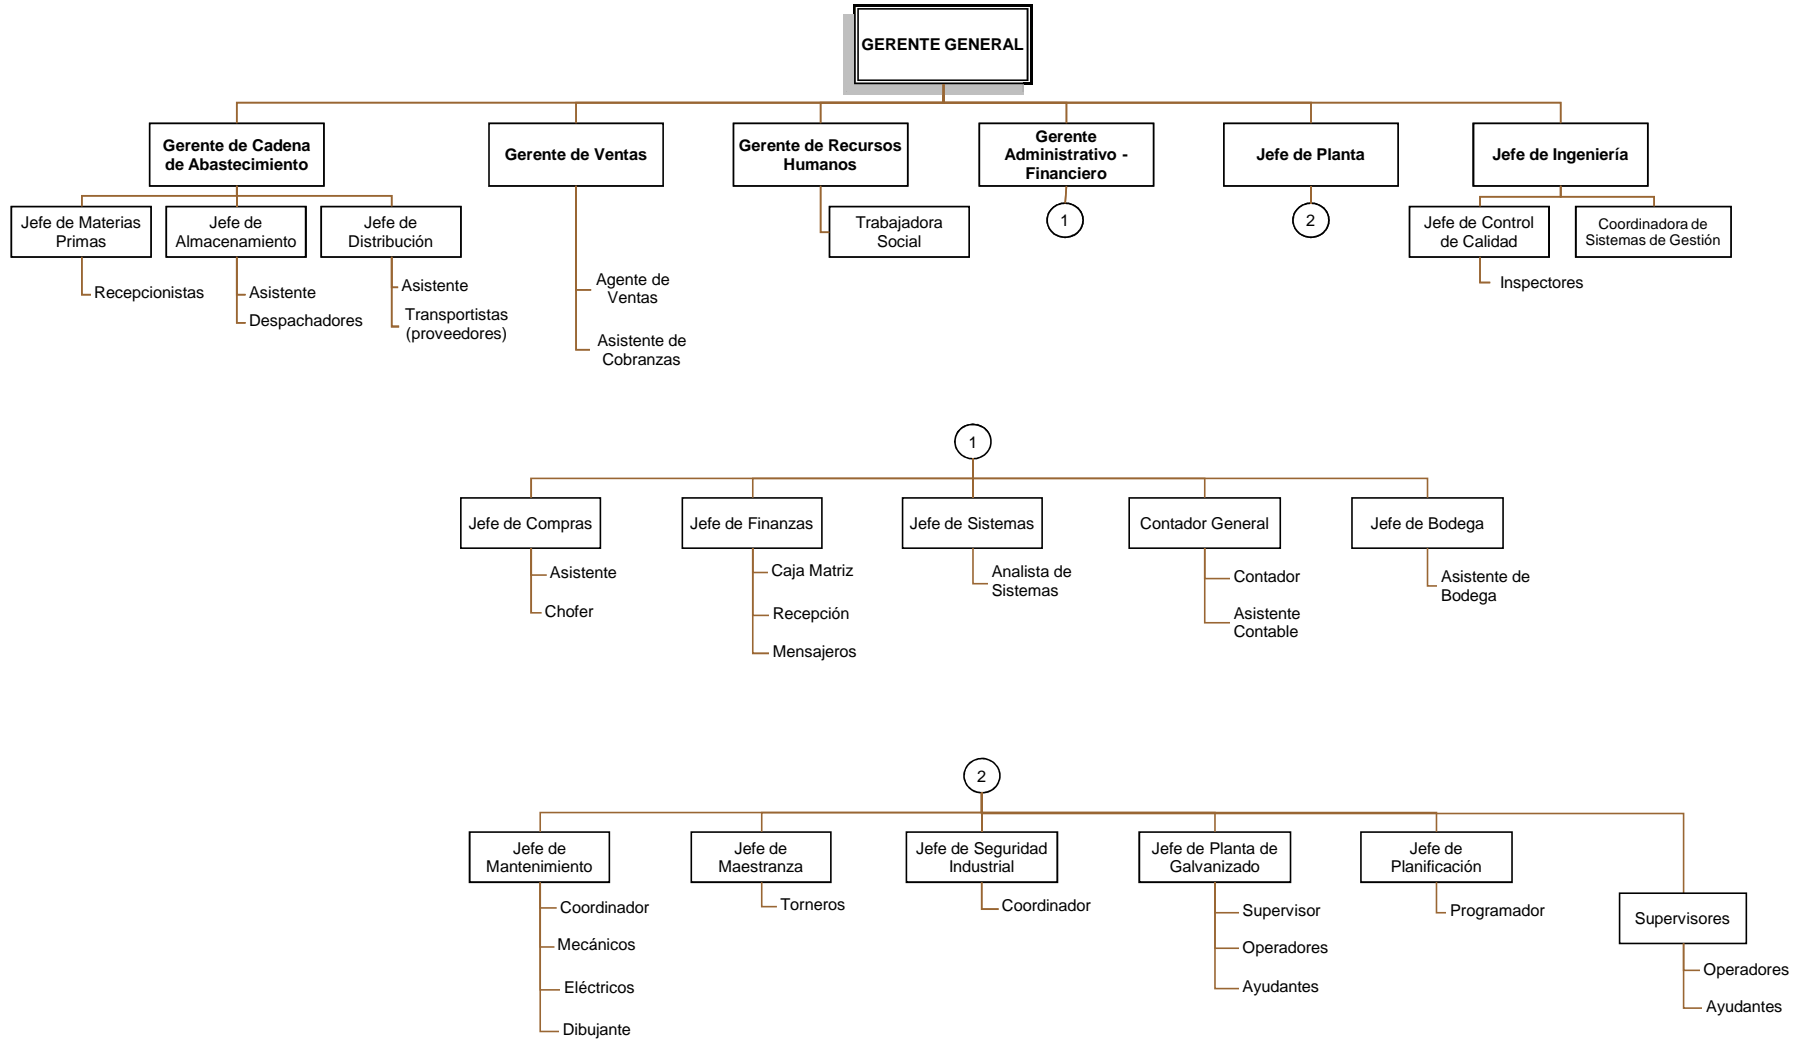 GERENTE GENERAL
Gerente de Cadena
de Abastecimiento
Gerente de Ventas
Gerente de Recursos
Humanos
Gerente
Administrativo -
Financiero
Jefe de Planta
Jefe de Ingeniería
Jefe de Materias
Primas
Jefe de
Almacenamiento
Jefe de
Distribución
Trabajadora
Social
1
2
Jefe de Control
de Calidad
Coordinadora de
Sistemas de Gestión
Recepcionistas
Asistente
Despachadores
Asistente
Transportistas
(proveedores)
Agente de
Ventas
Asistente de
Cobranzas
Inspectores
1
Jefe de Compras
Jefe de Finanzas
Jefe de Sistemas
Contador General
Jefe de Bodega
Asistente
Chofer
Caja Matriz
Recepción
Mensajeros
Analista de
Sistemas
Contador
Asistente
Contable
Asistente de
Bodega
2
Jefe de
Mantenimiento
Jefe de
Maestranza
Jefe de Seguridad
Industrial
Jefe de Planta de
Galvanizado
Jefe de
Planificación
Supervisores
Coordinador
Mecánicos
Eléctricos
Dibujante
Torneros
Coordinador
Supervisor
Operadores
Ayudantes
Programador
Operadores
Ayudantes